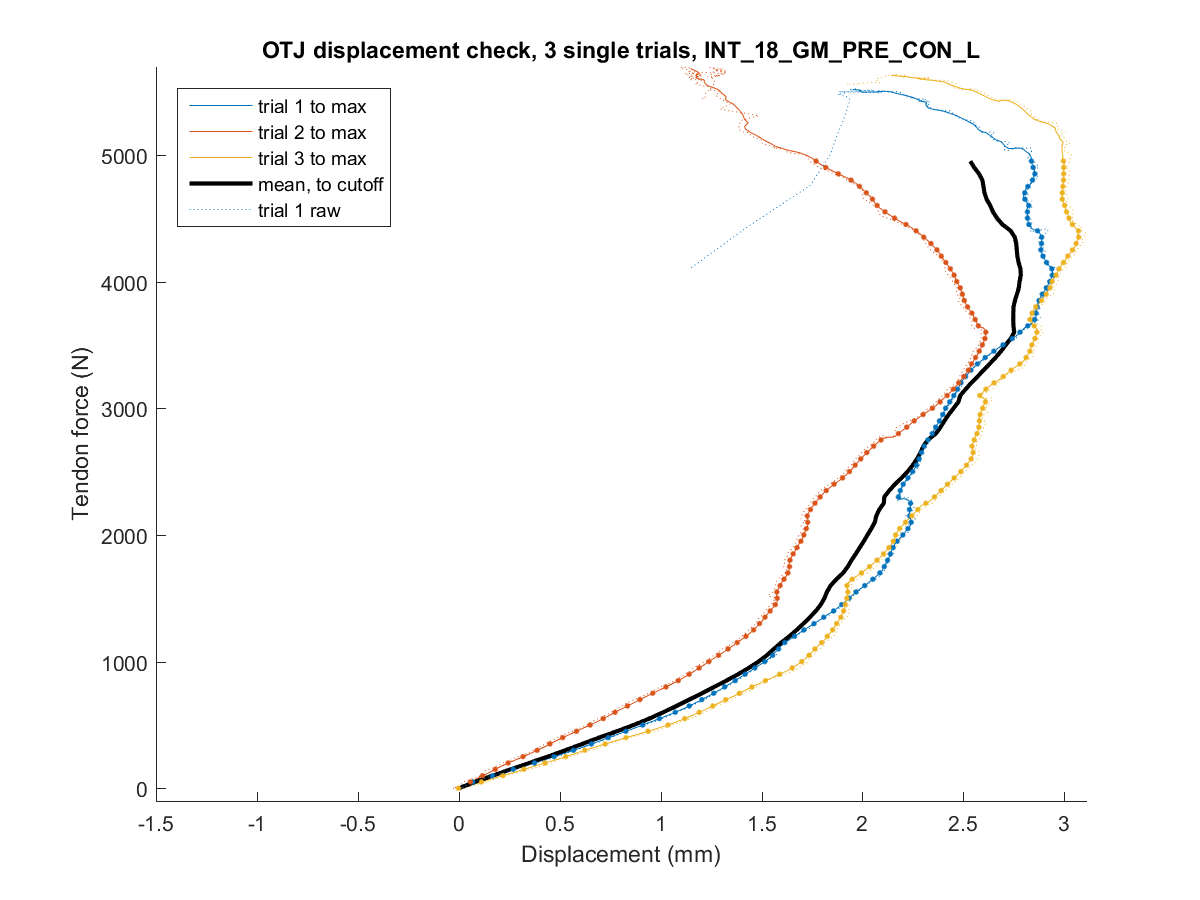 OTJ displacement check, 3 single trials, INT_18_GM_PRE_CON_L
trial 1 to max
trial 2 to max
trial 3 to max
mean, to cutoff
trial 1 raw
5000
4000
3000
2000
1000
0
Tendon force (N)
-1.5
-1
-0.5
0
0.5
1
1.5
2
2.5
3
Displacement (mm)